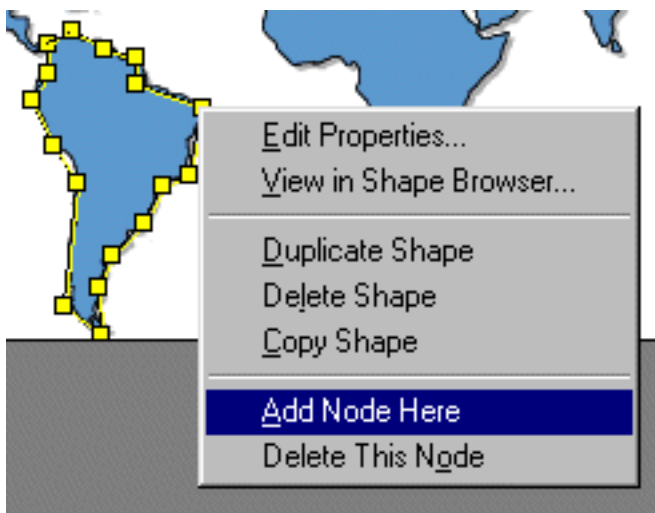 Edit Properties...
View in Shape Browser...
Duplicate Shape
Delete Shape
Copy Shape
Add Node Here
Delete This Node